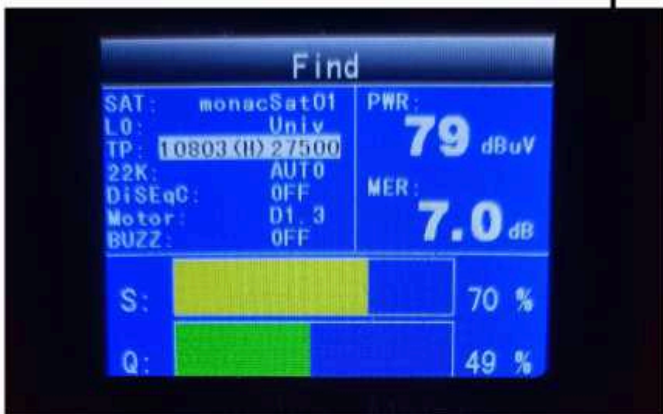 Find
SAT: monacSat01
LO: Univ
TP: 10803(H)27500
22K: AUTO
DiSEqC: OFF
Motor: D1.3
BUZZ: OFF
PWR:
79 dBuV
MER:
7.0 dB
S: 70 %
Q: 49 %